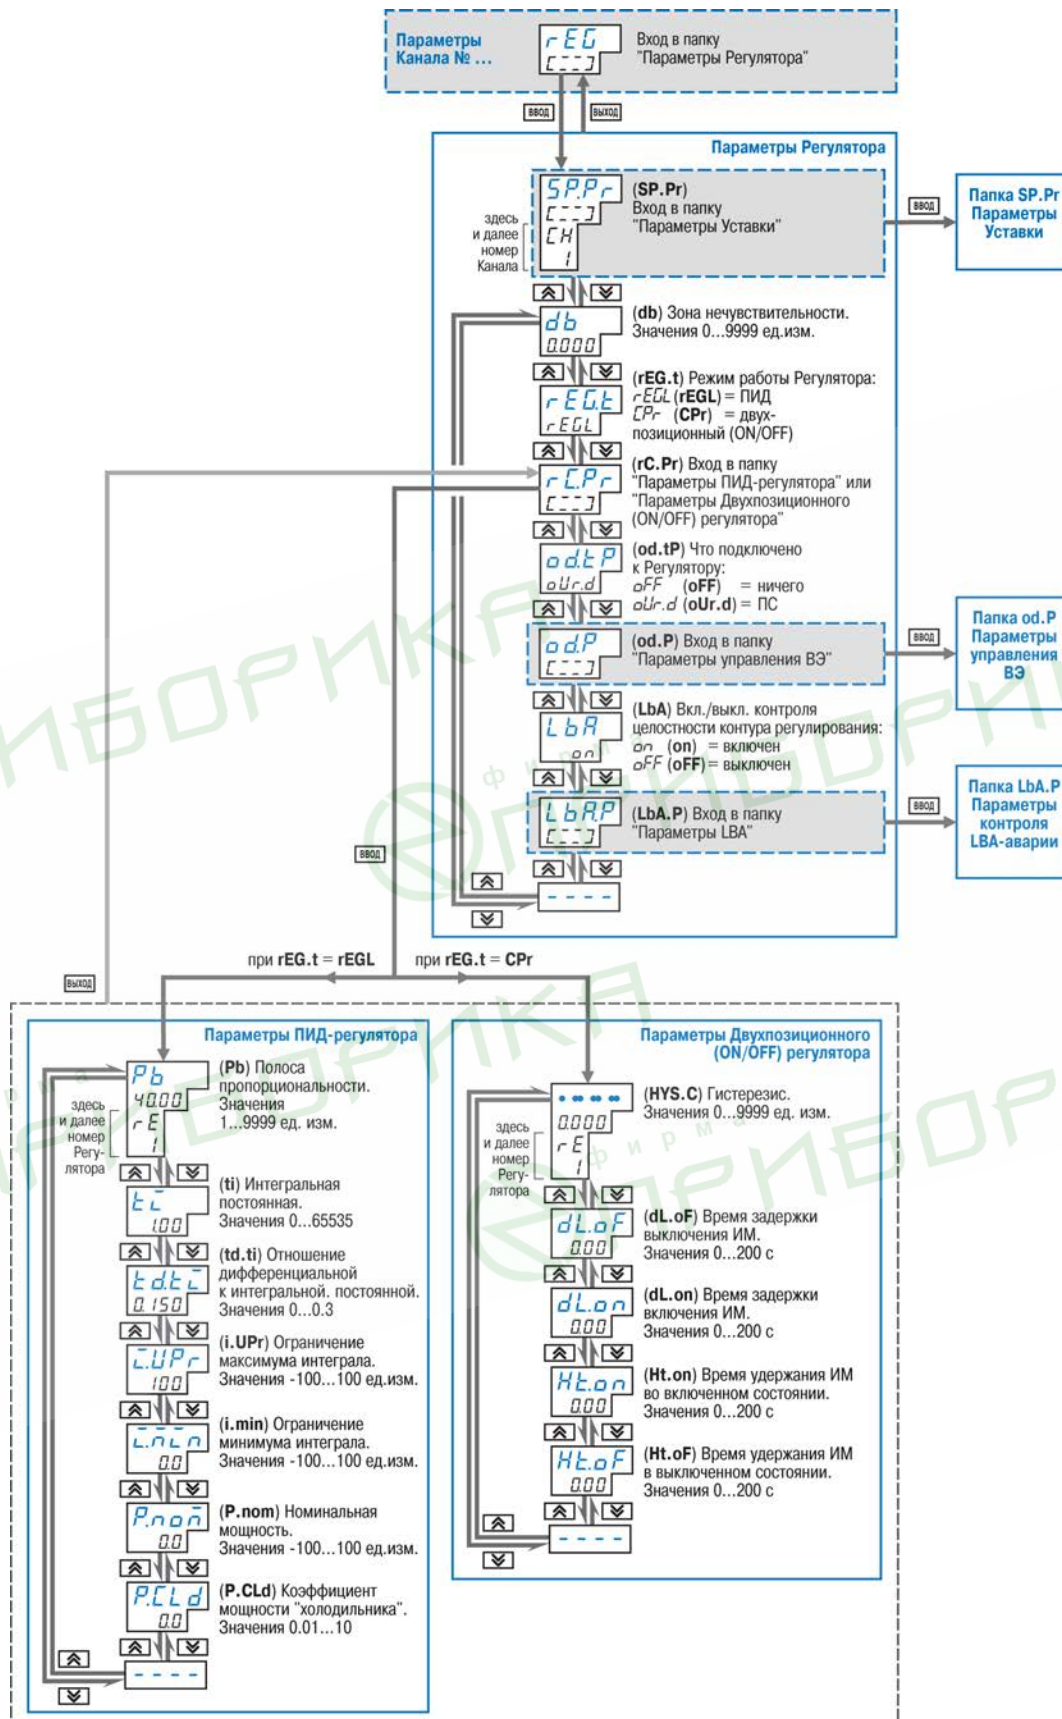 Параметры
Канала № ...
rEG
Вход в папку
"Параметры Регулятора"
ВВОД
ВЫХОД
Параметры Регулятора
SP.Pr
(SP.Pr)
Вход в папку
"Параметры Уставки"
здесь
и далее
номер
Канала
CH
1
ВВОД
Папка SP.Pr
Параметры
Уставки
db
0.000
(db) Зона нечувствительности.
Значения 0...9999 ед.изм.
rEG.t
rEGL
(rEG.t) Режим работы Регулятора:
rEGL (rEGL) = ПИД
CPr (CPr) = двух-
позиционный (ON/OFF)
rC.Pr
(rC.Pr) Вход в папку
"Параметры ПИД-регулятора" или
"Параметры Двухпозиционного
(ON/OFF) регулятора"
od.tP
oUr.d
(od.tP) Что подключено
к Регулятору:
oFF (oFF) = ничего
oUr.d (oUr.d) = ПС
od.P
(od.P) Вход в папку
"Параметры управления ВЭ"
ВВОД
Папка od.P
Параметры
управления
ВЭ
LbA
on
(LbA) Вкл./выкл. контроля
целостности контура регулирования:
on (on) = включен
oFF (oFF) = выключен
LbA.P
(LbA.P) Вход в папку
"Параметры LBA"
ВВОД
Папка LbA.P
Параметры
контроля
LBA-аварии
ВВОД
- - - -
при rEG.t = rEGL
при rEG.t = CPr
ВЫХОД
Параметры ПИД-регулятора
Pb
40.00
rE
1
здесь
и далее
номер
Регу-
лятора
(Pb) Полоса
пропорциональности.
Значения
1...9999 ед. изм.
ti
1.00
(ti) Интегральная
постоянная.
Значения 0...65535
td.ti
0.150
(td.ti) Отношение
дифференциальной
к интегральной. постоянной.
Значения 0...0.3
i.UPr
100
(i.UPr) Ограничение
максимума интеграла.
Значения -100...100 ед.изм.
i.min
0.0
(i.min) Ограничение
минимума интеграла.
Значения -100...100 ед.изм.
P.nom
0.0
(P.nom) Номинальная
мощность.
Значения -100...100 ед.изм.
P.CLd
0.0
(P.CLd) Коэффициент
мощности "холодильника".
Значения 0.01...10
- - - -
Параметры Двухпозиционного
(ON/OFF) регулятора
0.000
rE
1
здесь
и далее
номер
Регу-
лятора
(HYS.C) Гистерезис.
Значения 0...9999 ед. изм.
dL.oF
0.00
(dL.oF) Время задержки
выключения ИМ.
Значения 0...200 с
dL.on
0.00
(dL.on) Время задержки
включения ИМ.
Значения 0...200 с
Ht.on
0.00
(Ht.on) Время удержания ИМ
во включенном состоянии.
Значения 0...200 с
Ht.oF
0.00
(Ht.oF) Время удержания ИМ
в выключенном состоянии.
Значения 0...200 с
- - - -
фирма
ПРИБОРИКА